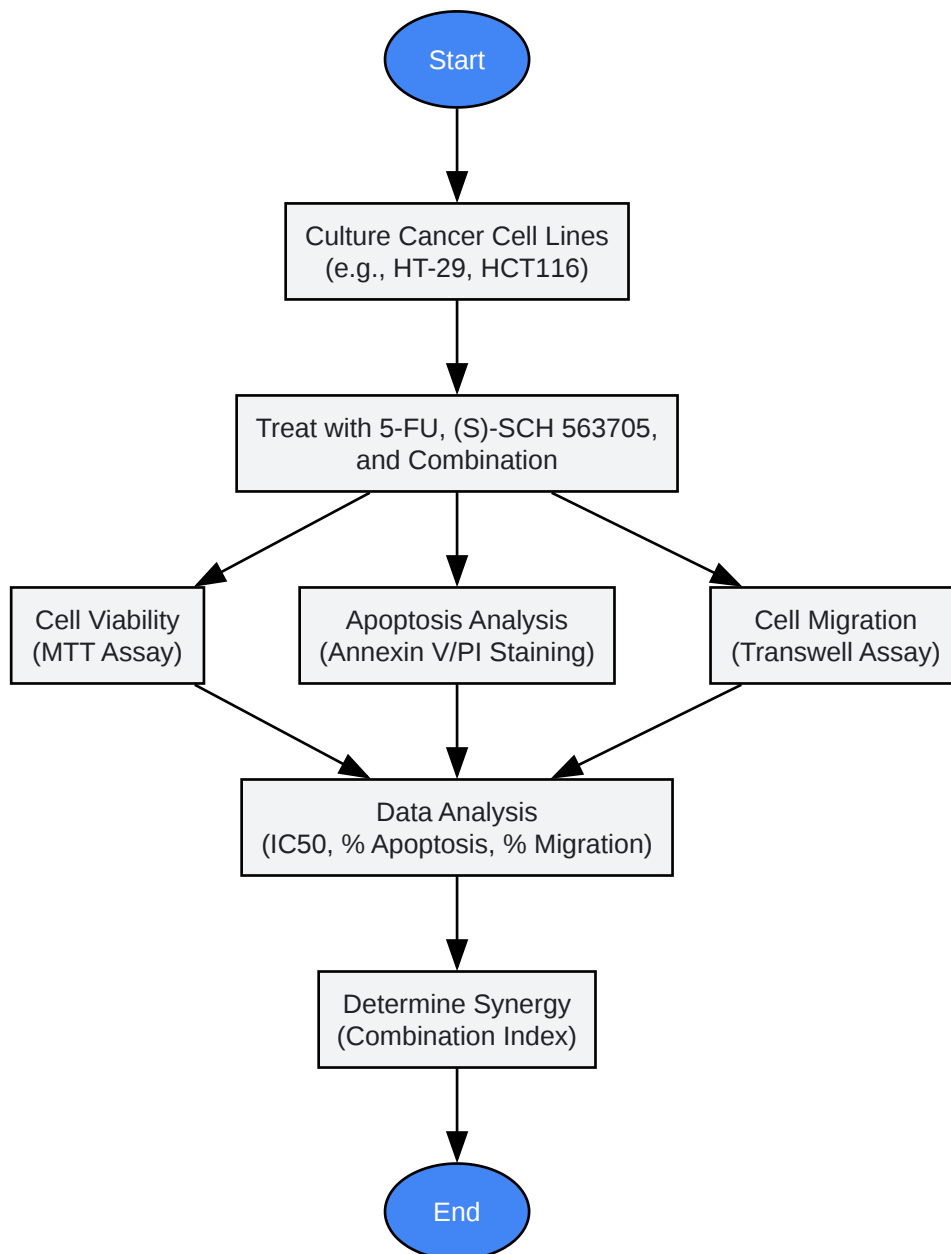 Start
Culture Cancer Cell Lines
(e.g., HT-29, HCT116)
Treat with 5-FU, (S)-SCH 563705,
and Combination
Cell Viability
(MTT Assay)
Apoptosis Analysis
(Annexin V/PI Staining)
Cell Migration
(Transwell Assay)
Data Analysis
(IC50, % Apoptosis, % Migration)
Determine Synergy
(Combination Index)
End